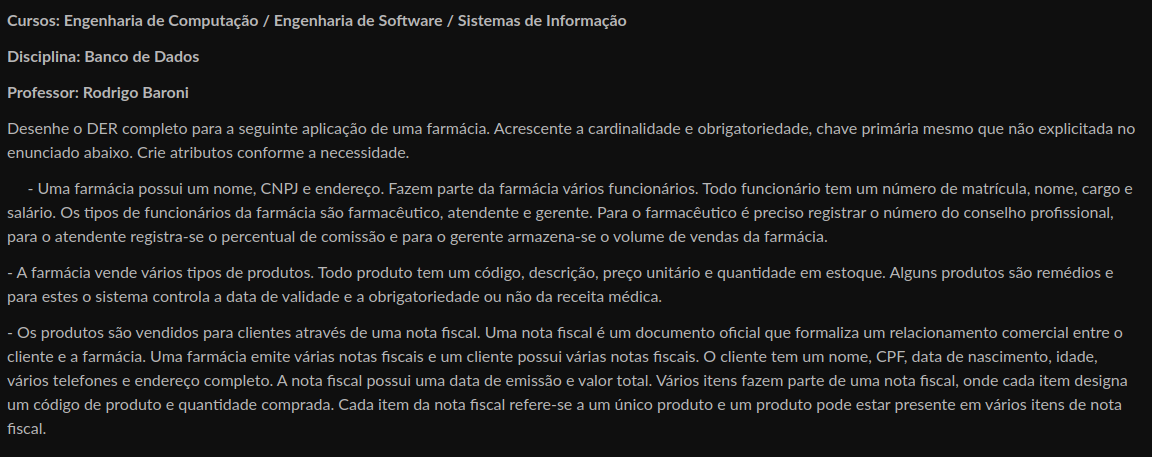 Cursos: Engenharia de Computação / Engenharia de Software / Sistemas de Informação
Disciplina: Banco de Dados
Professor: Rodrigo Baroni
Desenhe o DER completo para a seguinte aplicação de uma farmácia. Acrescente a cardinalidade e obrigatoriedade, chave primária mesmo que não explicitada no
enunciado abaixo. Crie atributos conforme a necessidade.
- Uma farmácia possui um nome, CNPJ e endereço. Fazem parte da farmácia vários funcionários. Todo funcionário tem um número de matrícula, nome, cargo e
salário. Os tipos de funcionários da farmácia são farmacêutico, atendente e gerente. Para o farmacêutico é preciso registrar o número do conselho profissional,
para o atendente registra-se o percentual de comissão e para o gerente armazena-se o volume de vendas da farmácia.
- A farmácia vende vários tipos de produtos. Todo produto tem um código, descrição, preço unitário e quantidade em estoque. Alguns produtos são remédios e
para estes o sistema controla a data de validade e a obrigatoriedade ou não da receita médica.
- Os produtos são vendidos para clientes através de uma nota fiscal. Uma nota fiscal é um documento oficial que formaliza um relacionamento comercial entre o
cliente e a farmácia. Uma farmácia emite várias notas fiscais e um cliente possui várias notas fiscais. O cliente tem um nome, CPF, data de nascimento, idade,
vários telefones e endereço completo. A nota fiscal possui uma data de emissão e valor total. Vários itens fazem parte de uma nota fiscal, onde cada item designa
um código de produto e quantidade comprada. Cada item da nota fiscal refere-se a um único produto e um produto pode estar presente em vários itens de nota
fiscal.